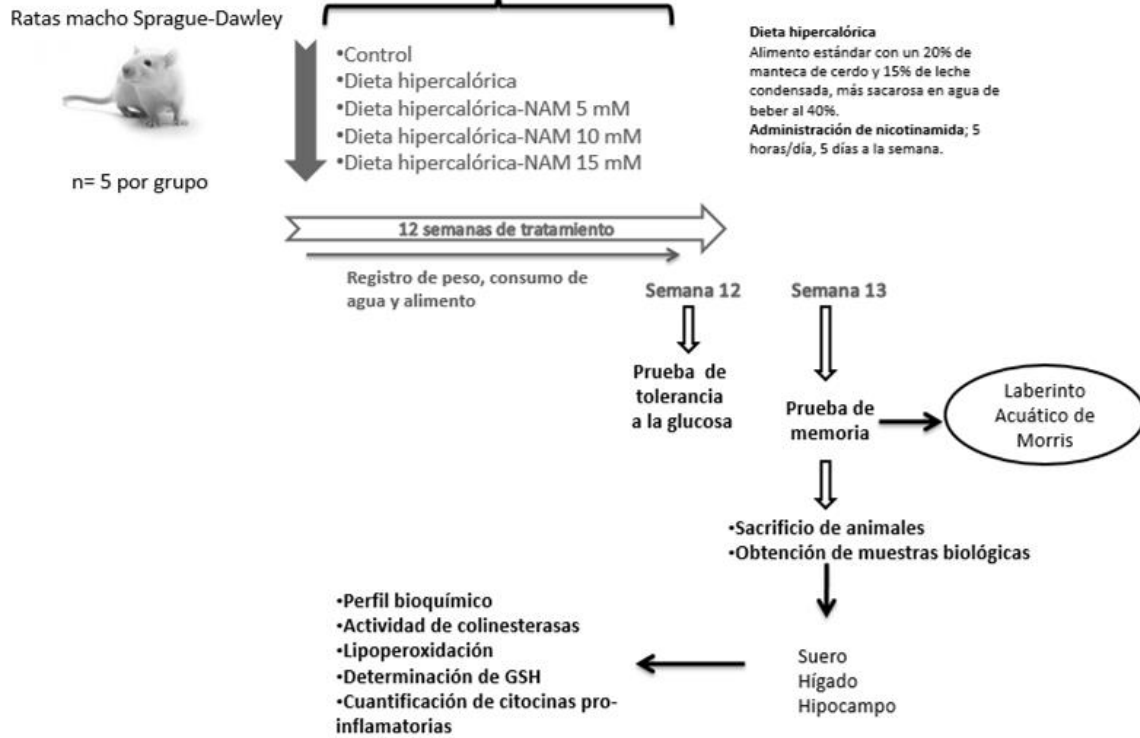 Ratas macho Sprague-Dawley
n= 5 por grupo
•Control
•Dieta hipercalórica
•Dieta hipercalórica-NAM 5 mM
•Dieta hipercalórica-NAM 10 mM
•Dieta hipercalórica-NAM 15 mM
Dieta hipercalórica
Alimento estándar con un 20% de
manteca de cerdo y 15% de leche
condensada, más sacarosa en agua de
beber al 40%.
Administración de nicotinamida; 5
horas/día, 5 días a la semana.
12 semanas de tratamiento
Registro de peso, consumo de
agua y alimento
Semana 12
Semana 13
Prueba de
tolerancia
a la glucosa
Prueba de
memoria
Laberinto
Acuático de
Morris
•Sacrificio de animales
•Obtención de muestras biológicas
Suero
Hígado
Hipocampo
•Perfil bioquímico
•Actividad de colinesterasas
•Lipoperoxidación
•Determinación de GSH
•Cuantificación de citocinas pro-
inflamatorias